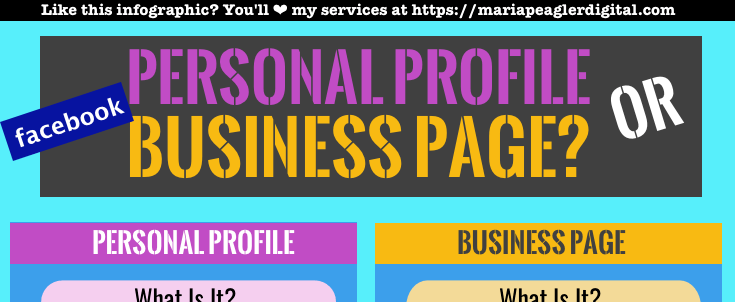 Like this infographic? You'll ❤ my services at https://mariapeaglerdigital.com
facebook
PERSONAL PROFILE
OR
BUSINESS PAGE?
PERSONAL PROFILE
BUSINESS PAGE
What Is It?
What Is It?